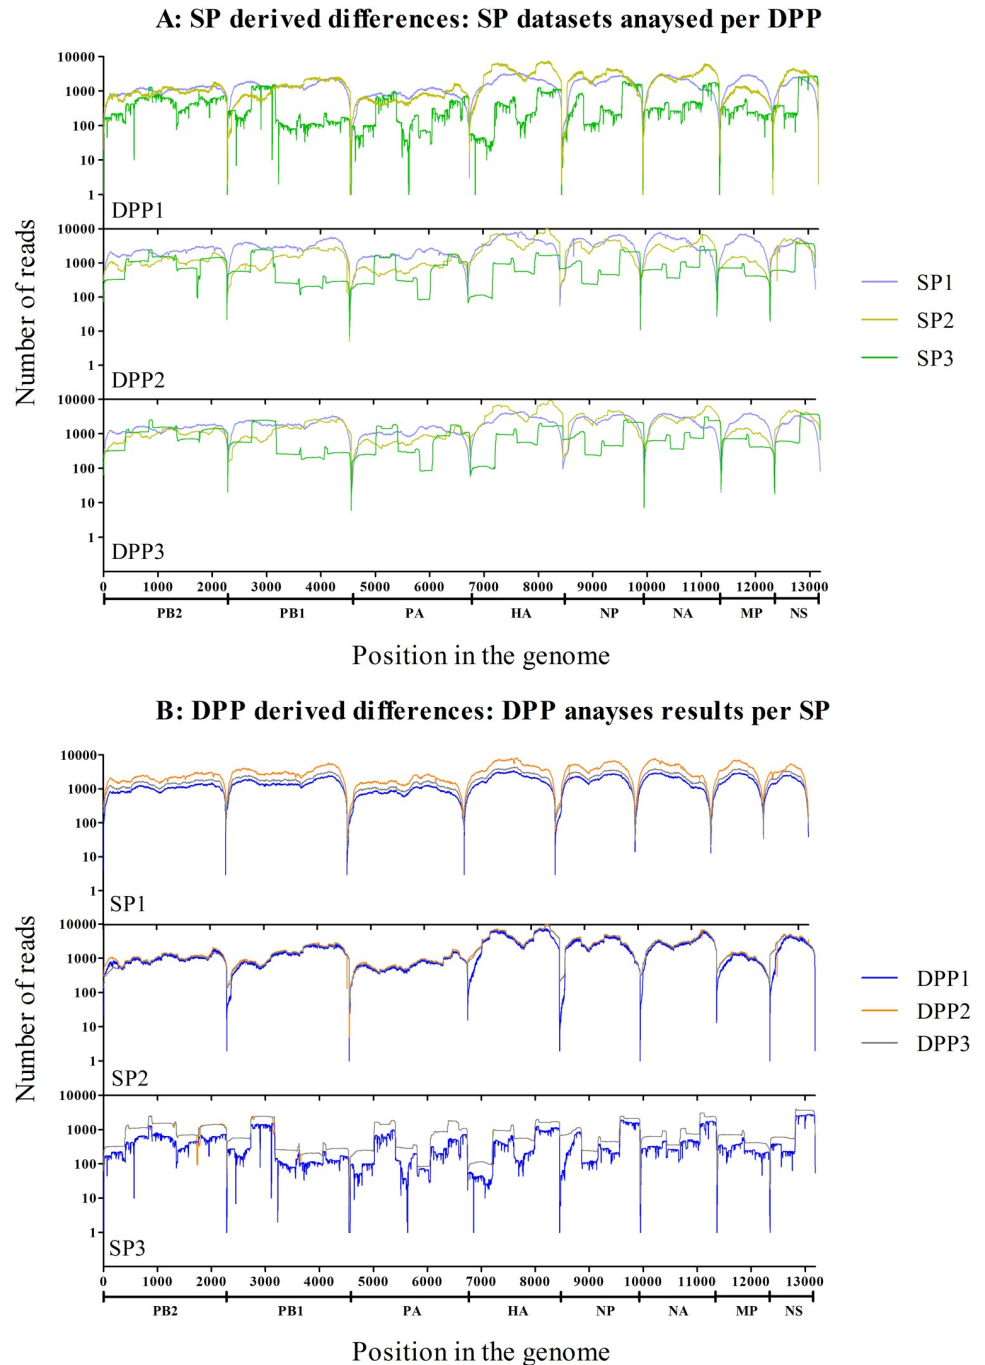 A: SP derived differences: SP datasets anaysed per DPP
10000
1000
100
10
1
DPP1
10000
1000
100
10
1
DPP2
10000
1000
100
10
1
DPP3
Number of reads
SP1
SP2
SP3
0 1000 2000 3000 4000 5000 6000 7000 8000 9000 10000 11000 12000 13000
PB2 PB1 PA HA NP NA MP NS
Position in the genome
B: DPP derived differences: DPP anayses results per SP
10000
1000
100
10
1
SP1
10000
1000
100
10
1
SP2
10000
1000
100
10
1
SP3
Number of reads
DPP1
DPP2
DPP3
0 1000 2000 3000 4000 5000 6000 7000 8000 9000 10000 11000 12000 13000
PB2 PB1 PA HA NP NA MP NS
Position in the genome